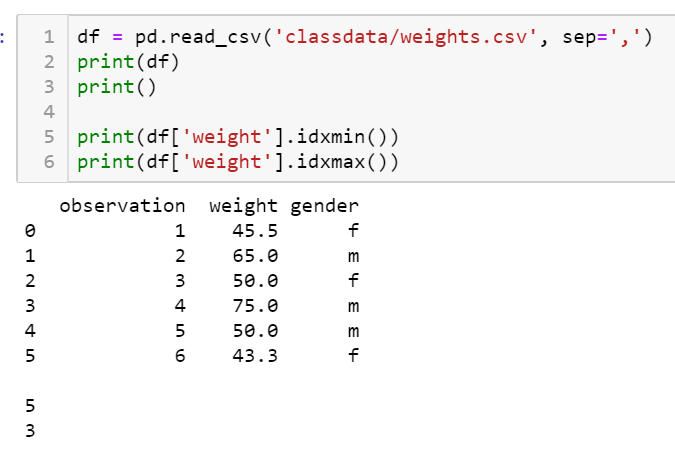 :
1 df = pd.read_csv('classdata/weights.csv', sep=',')
2 print(df)
3 print()
4
5 print(df['weight'].idxmin())
6 print(df['weight'].idxmax())
observation weight gender
0 1 45.5 f
1 2 65.0 m
2 3 50.0 f
3 4 75.0 m
4 5 50.0 m
5 6 43.3 f
5
3